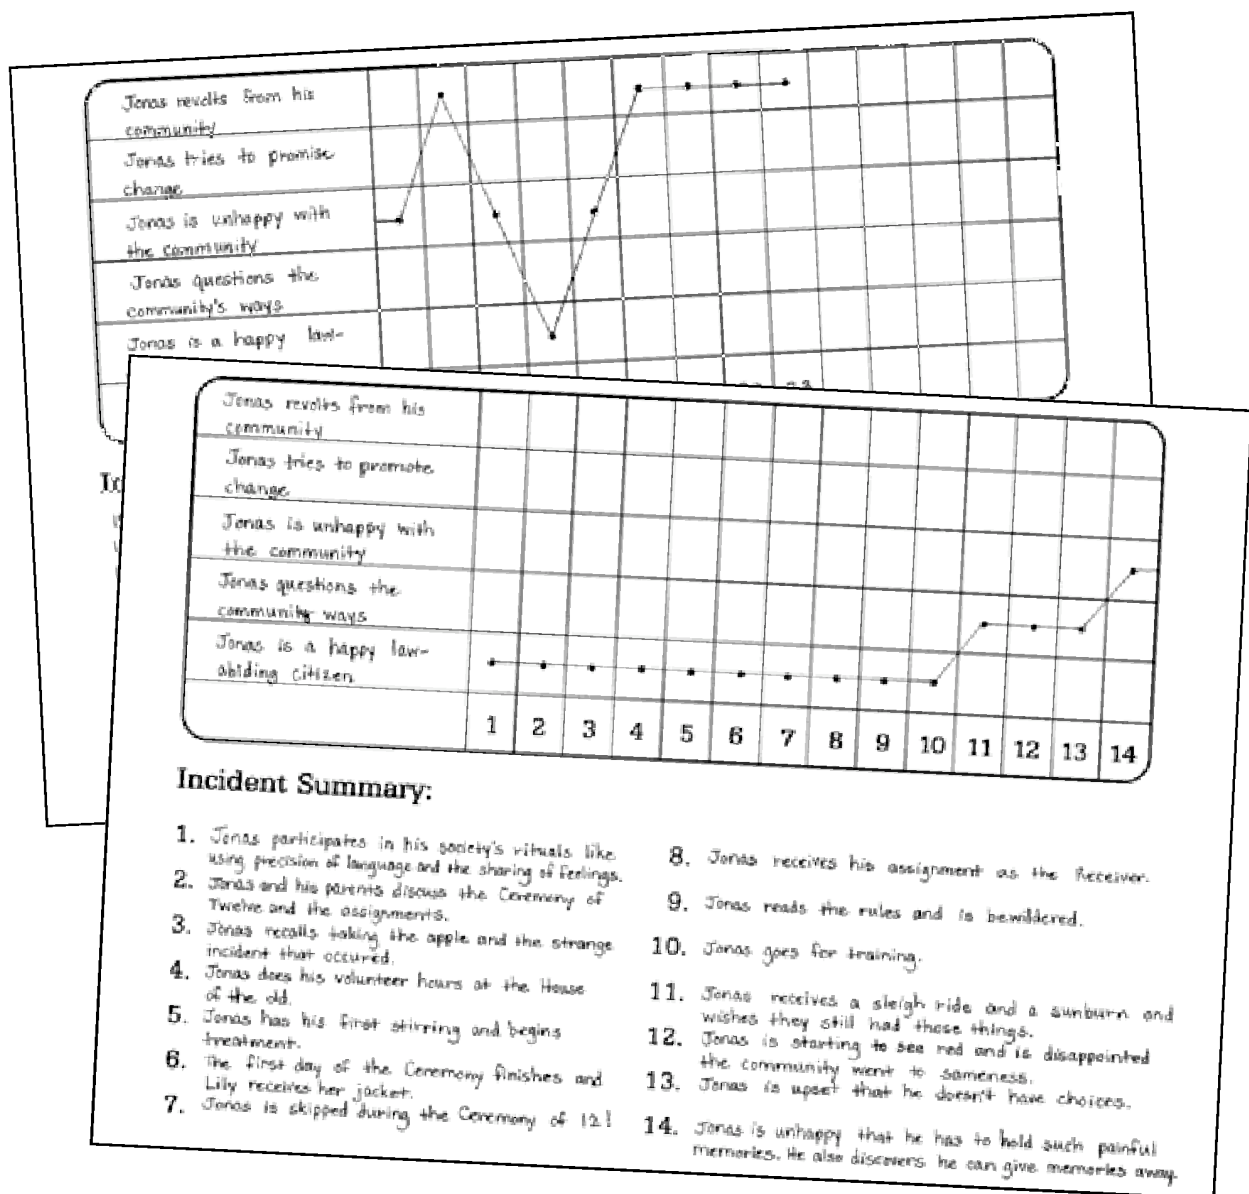 Jonas revolts from his
community
Jonas tries to promise
change
Jonas is unhappy with
the community
Jonas questions the
community's ways
Jonas is a happy law-
Jonas revolts from his
community
Jonas tries to promote
change
Jonas is unhappy with
the community
Jonas questions the
community ways
Jonas is a happy law-
abiding citizen
1 2 3 4 5 6 7 8 9 10 11 12 13 14
Incident Summary:
1. Jonas participates in his society's rituals like
using precision of language and the sharing of feelings.
2. Jonas and his parents discuss the Ceremony of
Twelve and the assignments.
3. Jonas recalls taking the apple and the strange
incident that occured.
4. Jonas does his volunteer hours at the House
of the old.
5. Jonas has his first stirring and begins
treatment.
6. The first day of the Ceremony finishes and
Lily receives her jacket.
7. Jonas is skipped during the Ceremony of 12!
8. Jonas receives his assignment as the Receiver.
9. Jonas reads the rules and is bewildered.
10. Jonas goes for training.
11. Jonas receives a sleigh ride and a sunburn and
wishes they still had those things.
12. Jonas is starting to see red and is disappointed
the community went to sameness.
13. Jonas is upset that he doesn't have choices.
14. Jonas is unhappy that he has to hold such painful
memories. He also discovers he can give memories away.